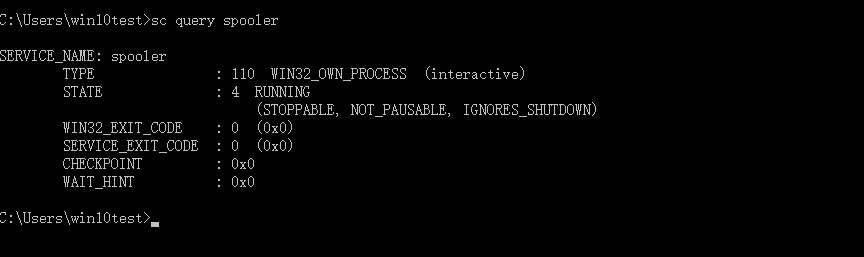 C:\Users\win10test>sc query spooler
SERVICE_NAME: spooler
        TYPE               : 110  WIN32_OWN_PROCESS  (interactive)
        STATE              : 4  RUNNING
                                (STOPPABLE, NOT_PAUSABLE, IGNORES_SHUTDOWN)
        WIN32_EXIT_CODE    : 0  (0x0)
        SERVICE_EXIT_CODE  : 0  (0x0)
        CHECKPOINT         : 0x0
        WAIT_HINT          : 0x0
C:\Users\win10test>